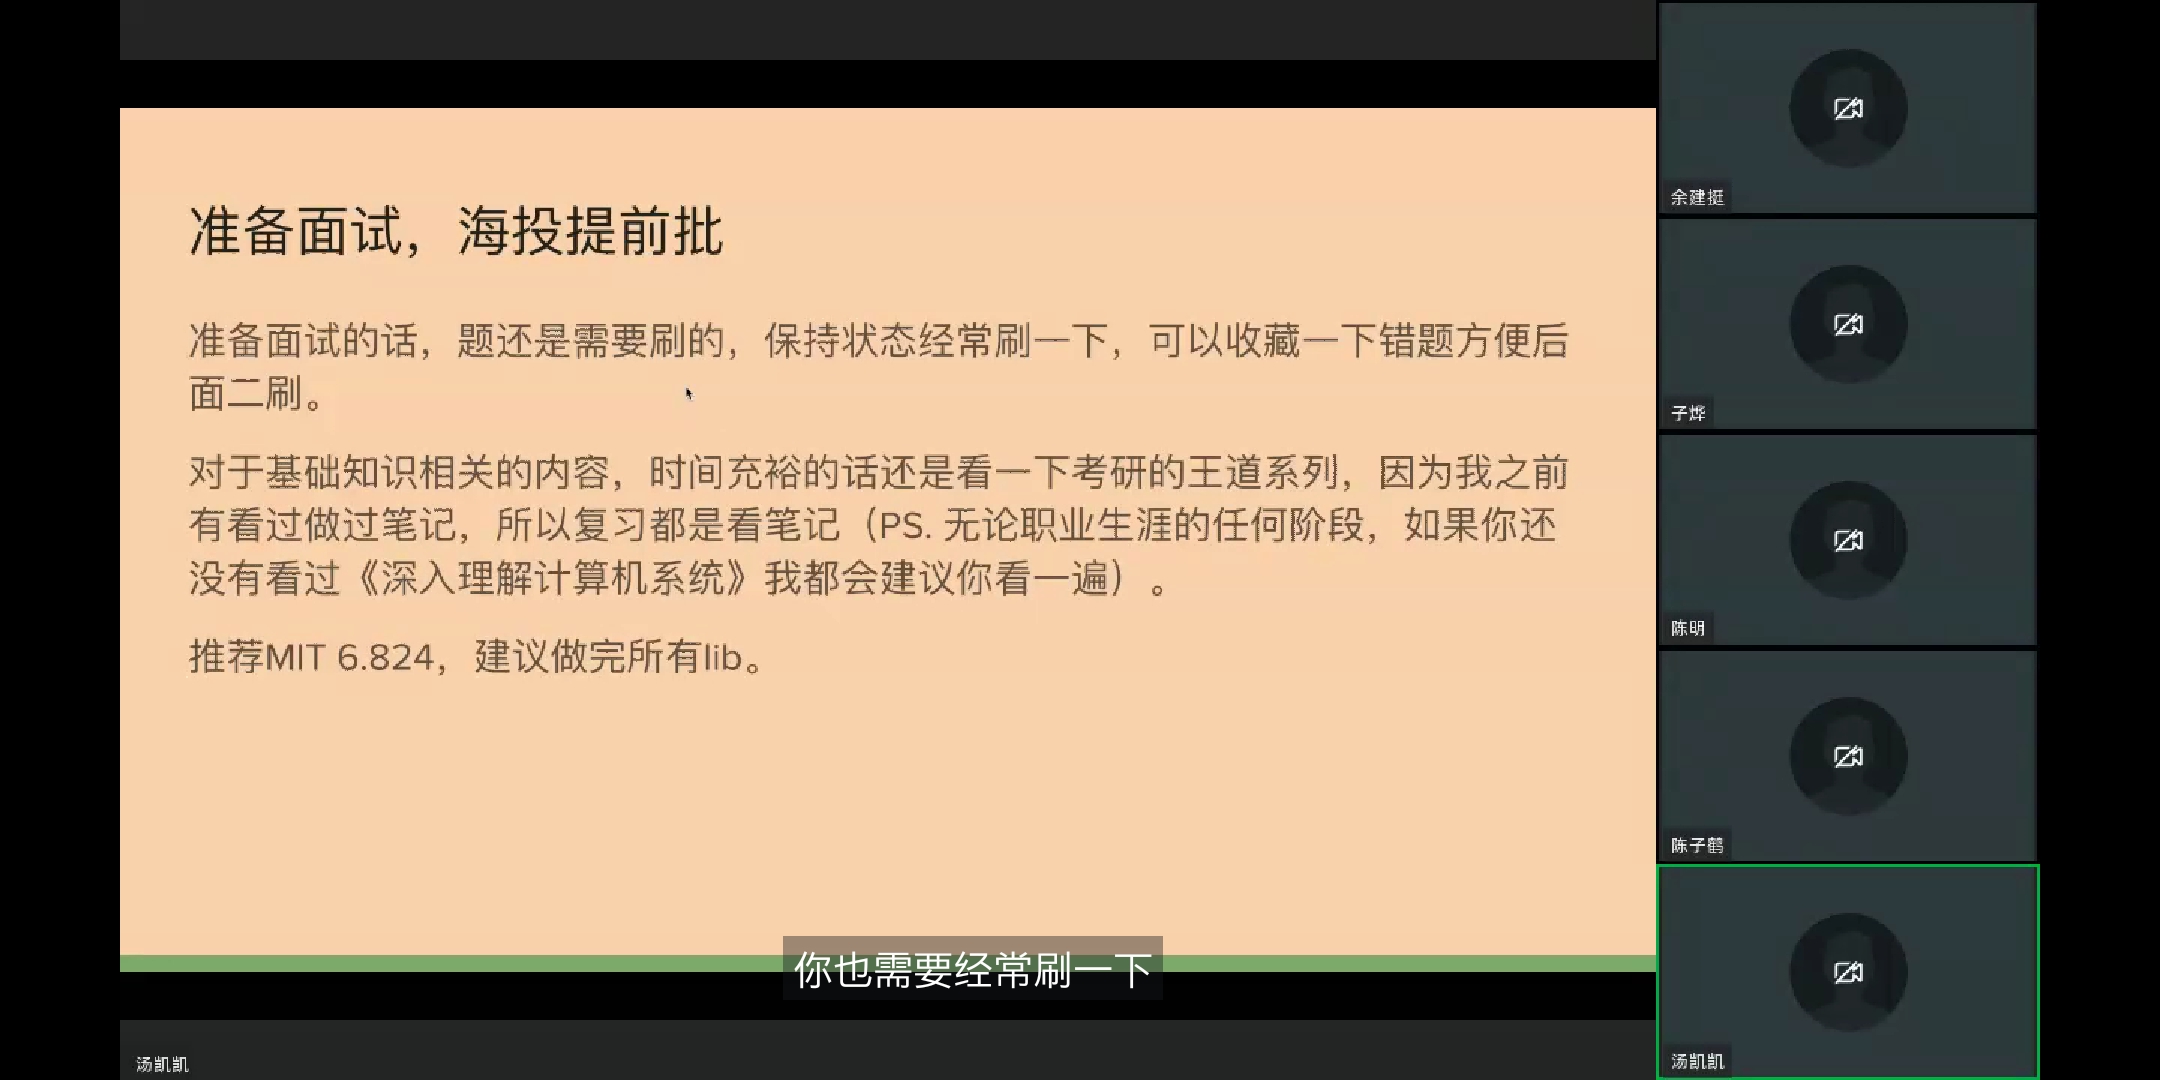 准备面试，海投提前批
准备面试的话，题还是需要刷的，保持状态经常刷一下，可以收藏一下错题方便后
面二刷。
对于基础知识相关的内容，时间充裕的话还是看一下考研的王道系列，因为我之前
有看过做过笔记，所以复习都是看笔记（PS. 无论职业生涯的任何阶段，如果你还
没有看过《深入理解计算机系统》我都会建议你看一遍）。
推荐MIT 6.824，建议做完所有lib。
你也需要经常刷一下
汤凯凯
余建挺
子烨
陈明
陈子鹤
汤凯凯